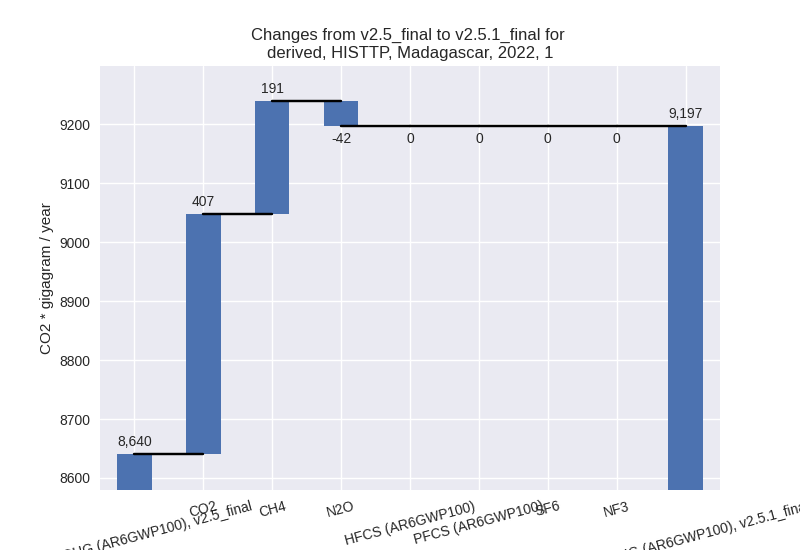 Changes from v2.5_final to v2.5.1_final for
derived, HISTTP, Madagascar, 2022, 1
CO2 * gigagram / year
9200
9100
9000
8900
8800
8700
8600
8,640
407
191
-42
0
0
0
0
9,197
(AR6GWP100), v2.5_final
CO2
CH4
N2O
HFCS (AR6GWP100)
PFCS (AR6GWP100)
SF6
NF3
(AR6GWP100), v2.5.1_fina